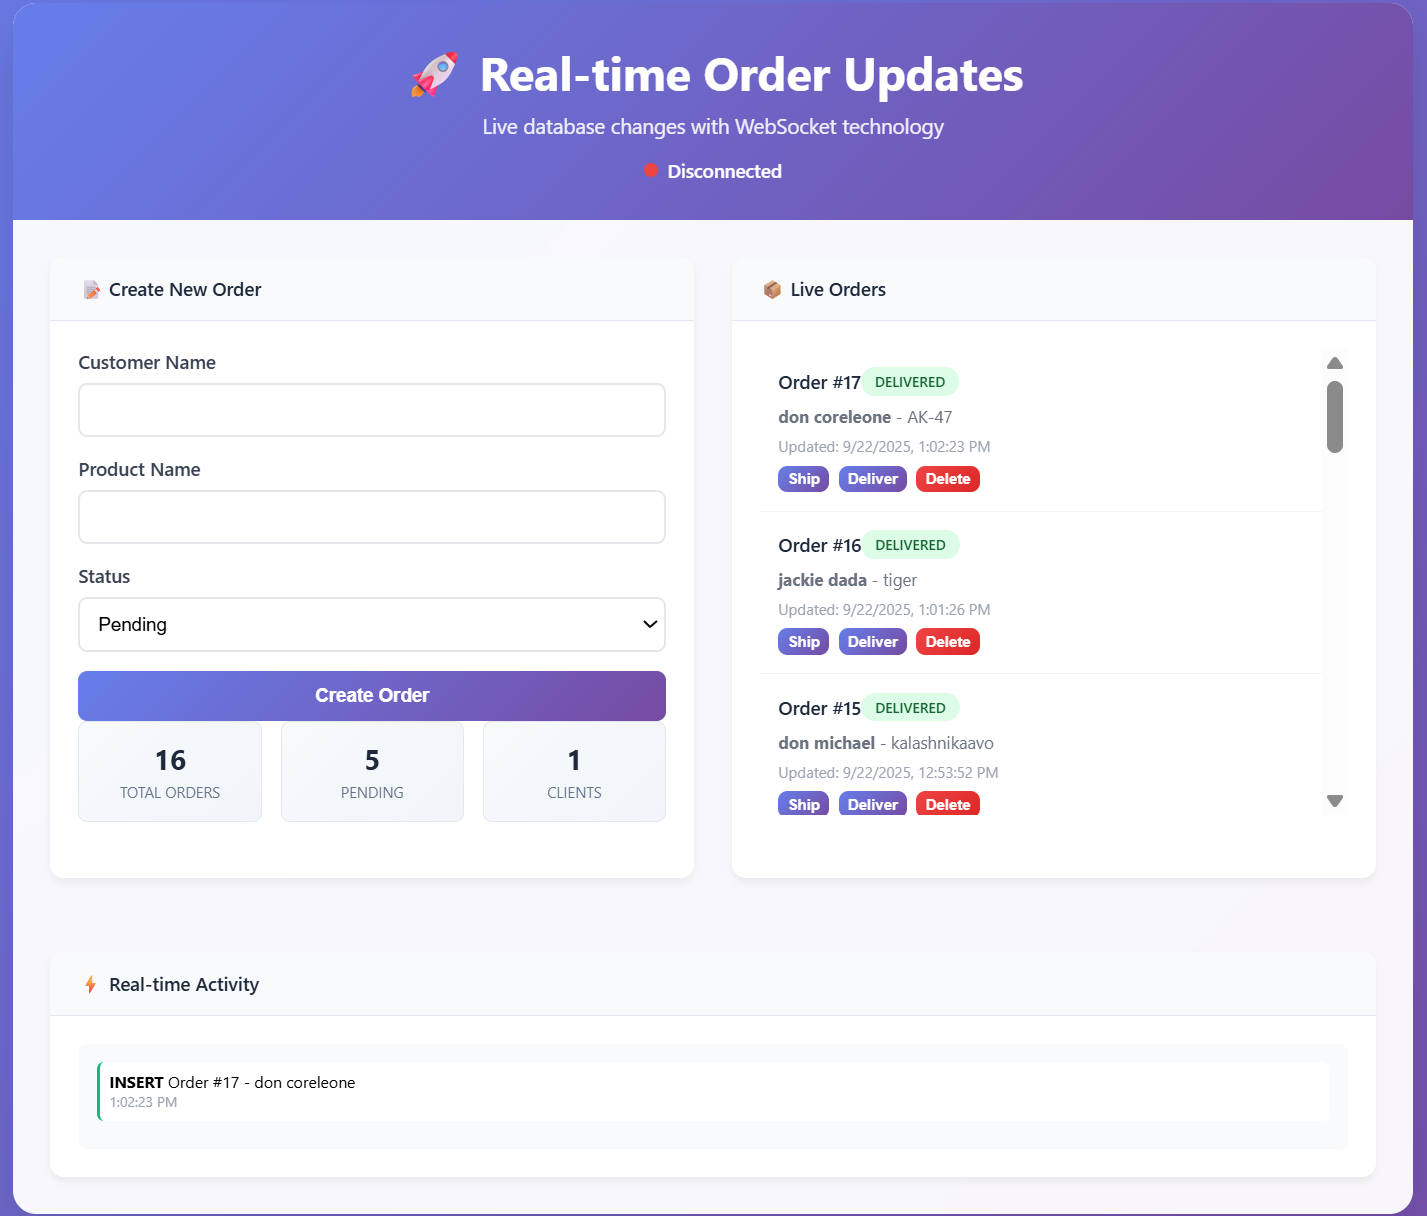 🚀 Real-time Order Updates
Live database changes with WebSocket technology
Disconnected
📝 Create New Order
Customer Name
Product Name
Status
Pending
Create Order
16
TOTAL ORDERS
5
PENDING
1
CLIENTS
📦 Live Orders
Order #17 DELIVERED
don coreleone - AK-47
Updated: 9/22/2025, 1:02:23 PM
Ship Deliver Delete
Order #16 DELIVERED
jackie dada - tiger
Updated: 9/22/2025, 1:01:26 PM
Ship Deliver Delete
Order #15 DELIVERED
don michael - kalashnikaavo
Updated: 9/22/2025, 12:53:52 PM
Ship Deliver Delete
⚡ Real-time Activity
INSERT Order #17 - don coreleone
1:02:23 PM